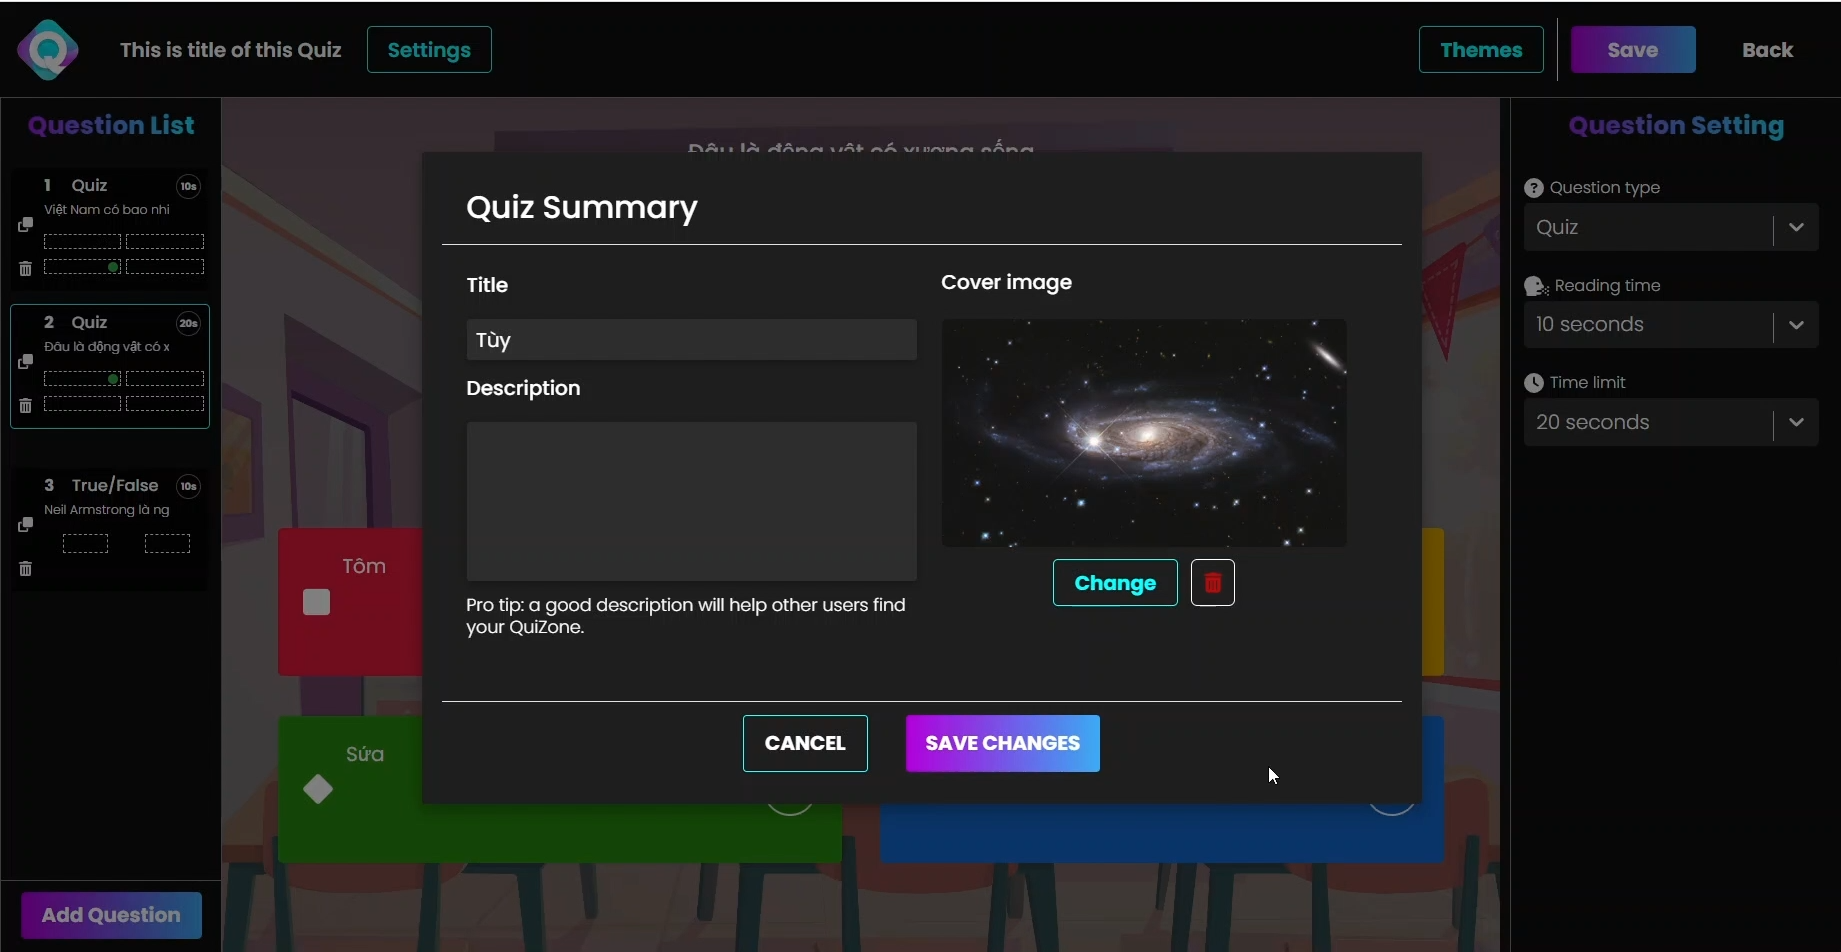 This is title of this Quiz
Settings
Themes
Save
Back
Question List
1 Quiz 10s
Việt Nam có bao nhi
2 Quiz 20s
Đâu là động vật có x
3 True/False 10s
Neil Armstrong là ng
Add Question
Đâu là động vật có xương sống
Tôm
Sứa
Quiz Summary
Title
Tùy
Description
Pro tip: a good description will help other users find
your QuiZone.
Cover image
Change
CANCEL
SAVE CHANGES
Question Setting
Question type
Quiz
Reading time
10 seconds
Time limit
20 seconds